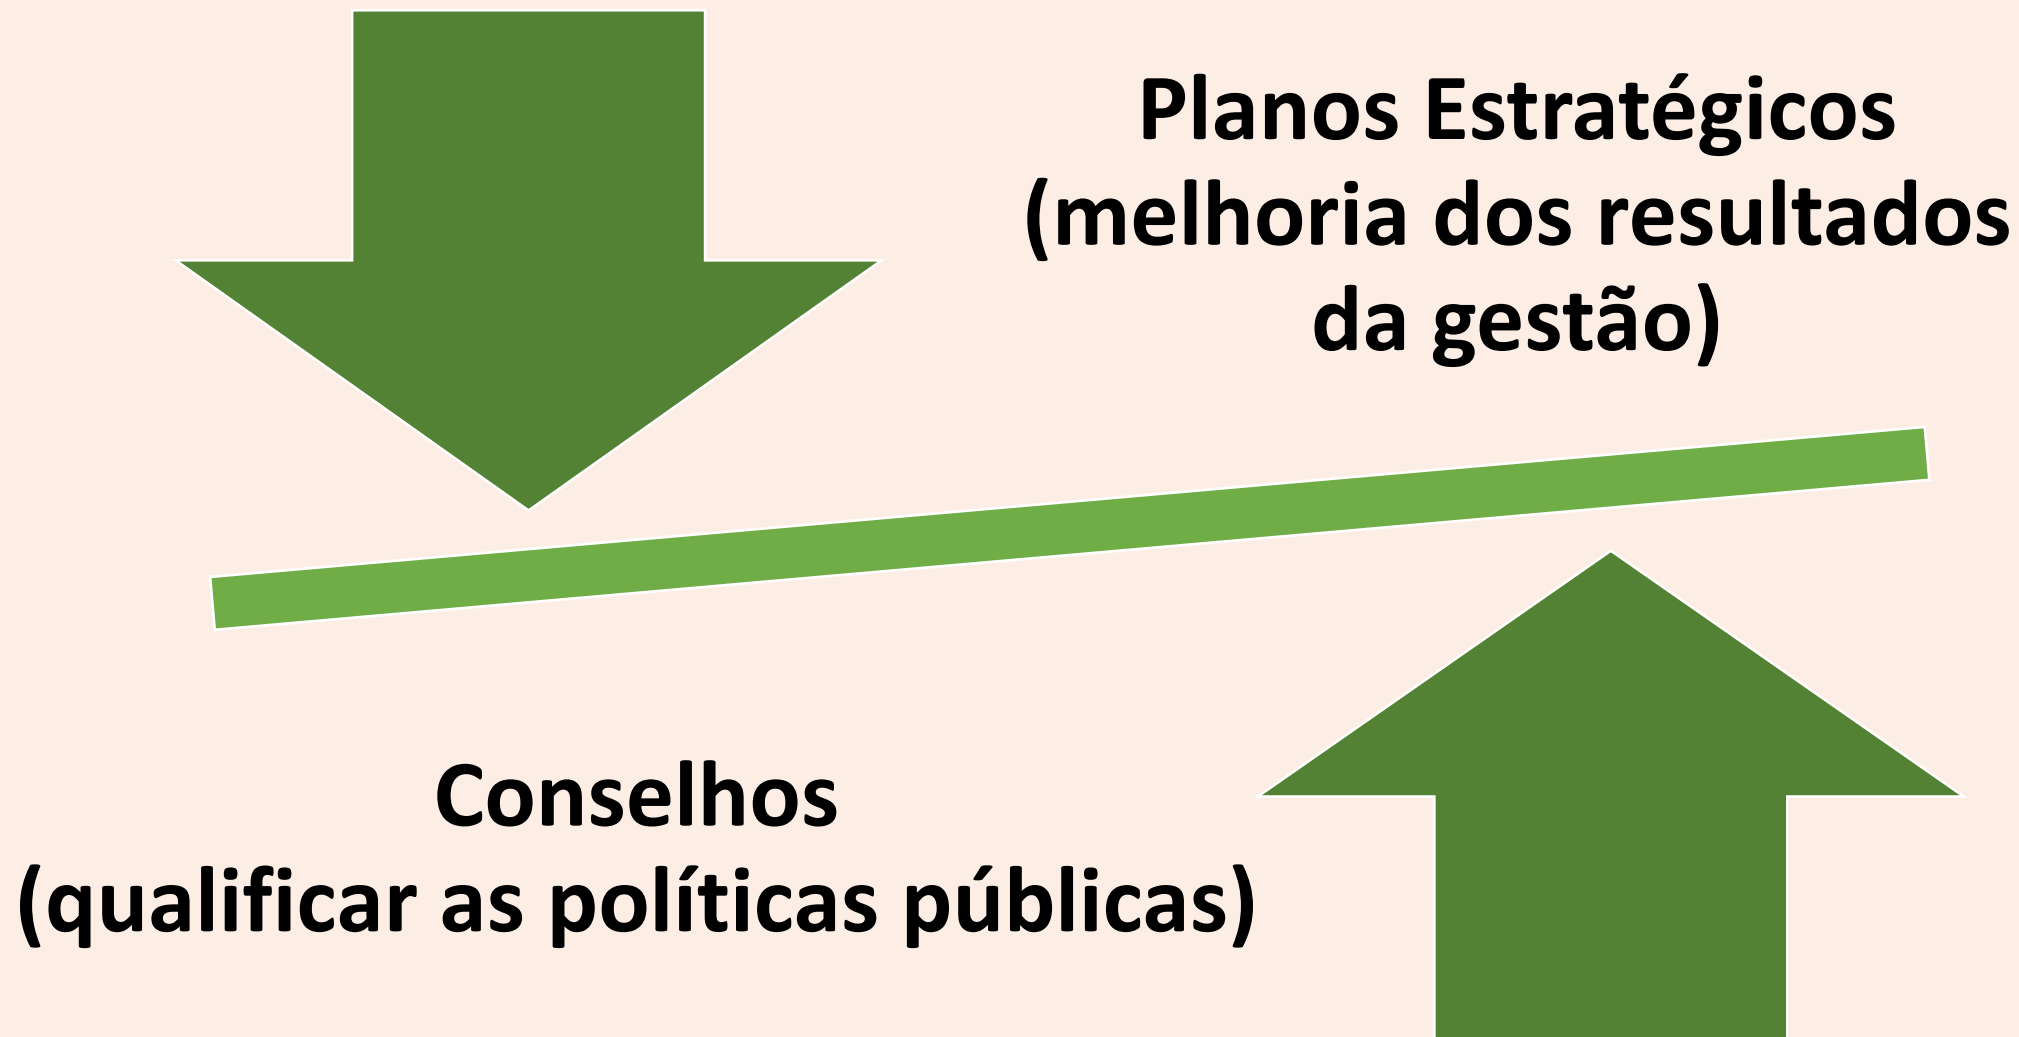 Planos Estratégicos
(melhoria dos resultados
da gestão)
Conselhos
(qualificar as políticas públicas)